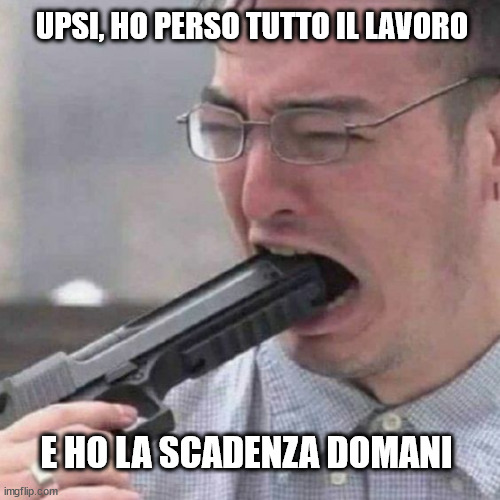 UPSI, HO PERSO TUTTO IL LAVORO
E HO LA SCADENZA DOMANI
imgflip.com